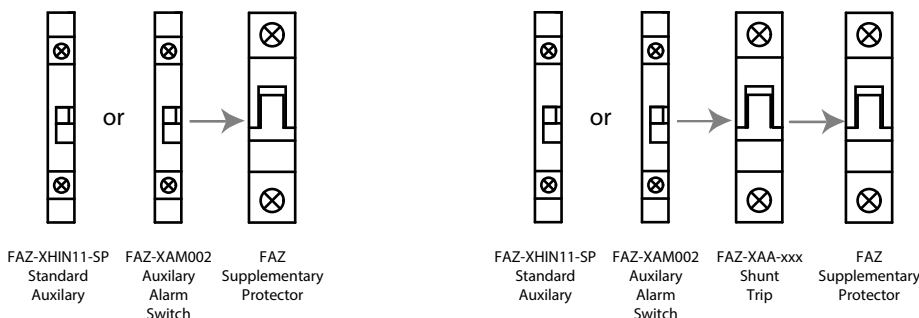 or
FAZ-XHIN11-SP
Standard
Auxilary
FAZ-XAM002
Auxilary
Alarm
Switch
FAZ
Supplementary
Protector
or
FAZ-XHIN11-SP
Standard
Auxilary
FAZ-XAM002
Auxilary
Alarm
Switch
FAZ-XAA-xxx
Shunt
Trip
FAZ
Supplementary
Protector